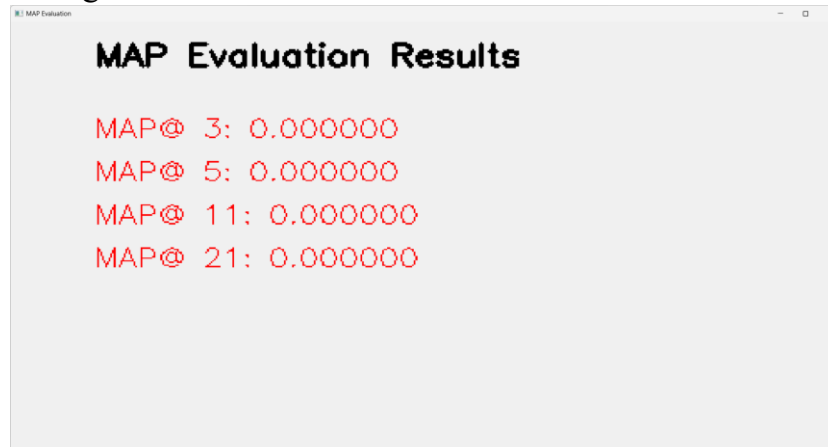 MAP Evaluation
MAP Evaluation Results
MAP@ 3: 0.000000
MAP@ 5: 0.000000
MAP@ 11: 0.000000
MAP@ 21: 0.000000